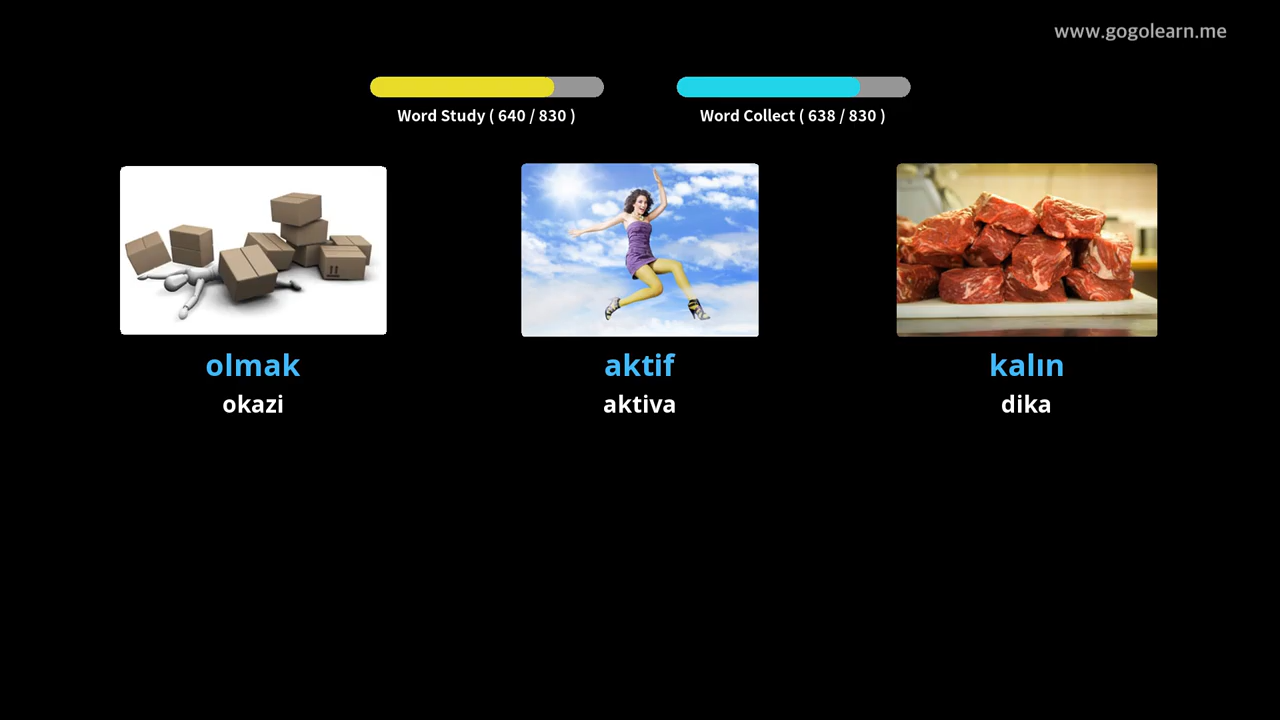 www.gogolearn.me
Word Study ( 640 / 830 )
Word Collect ( 638 / 830 )
olmak
aktif
kalın
okazi
aktiva
dika